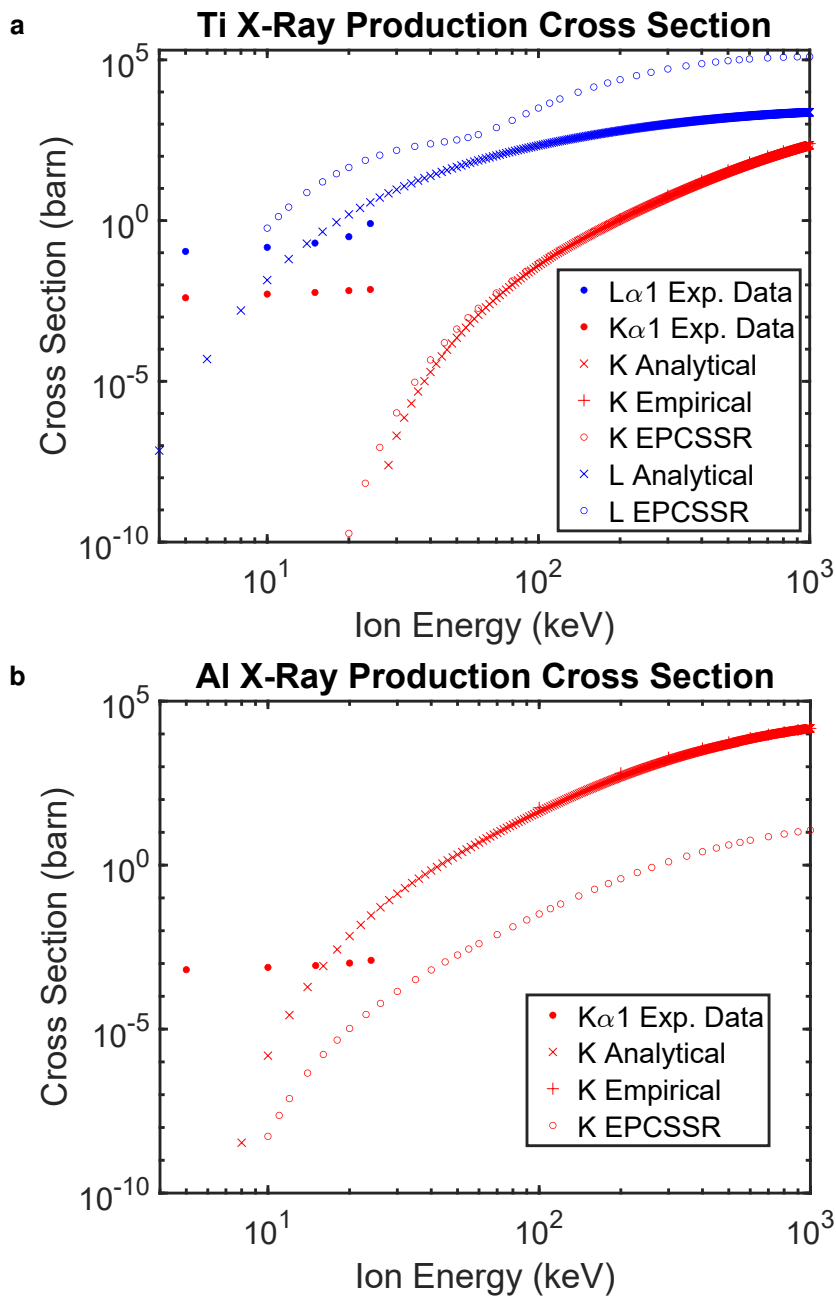 a
Ti X-Ray Production Cross Section
Cross Section (barn)
10^5
10^0
10^-5
10^-10
Lα1 Exp. Data
Kα1 Exp. Data
K Analytical
K Empirical
K EPCSSR
L Analytical
L EPCSSR
10^1 10^2 10^3
Ion Energy (keV)
b
Al X-Ray Production Cross Section
Cross Section (barn)
10^5
10^0
10^-5
10^-10
Kα1 Exp. Data
K Analytical
K Empirical
K EPCSSR
10^1 10^2 10^3
Ion Energy (keV)